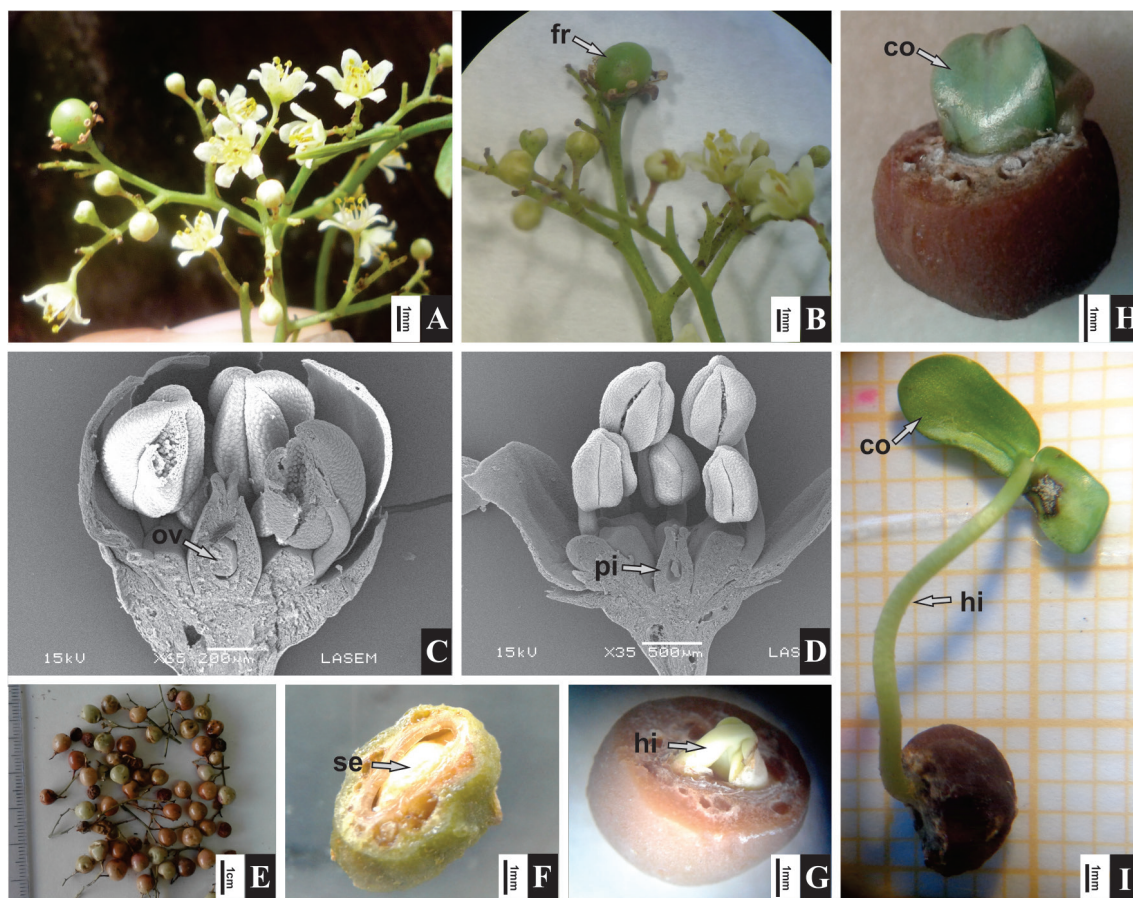 fr
co
1mm A
1mm B
1mm H
ov
pi
co
hi
15kV X35 200µm LASEM C
15kV X35 500µm LAS D
se
hi
1cm E
1mm F
1mm G
1mm I